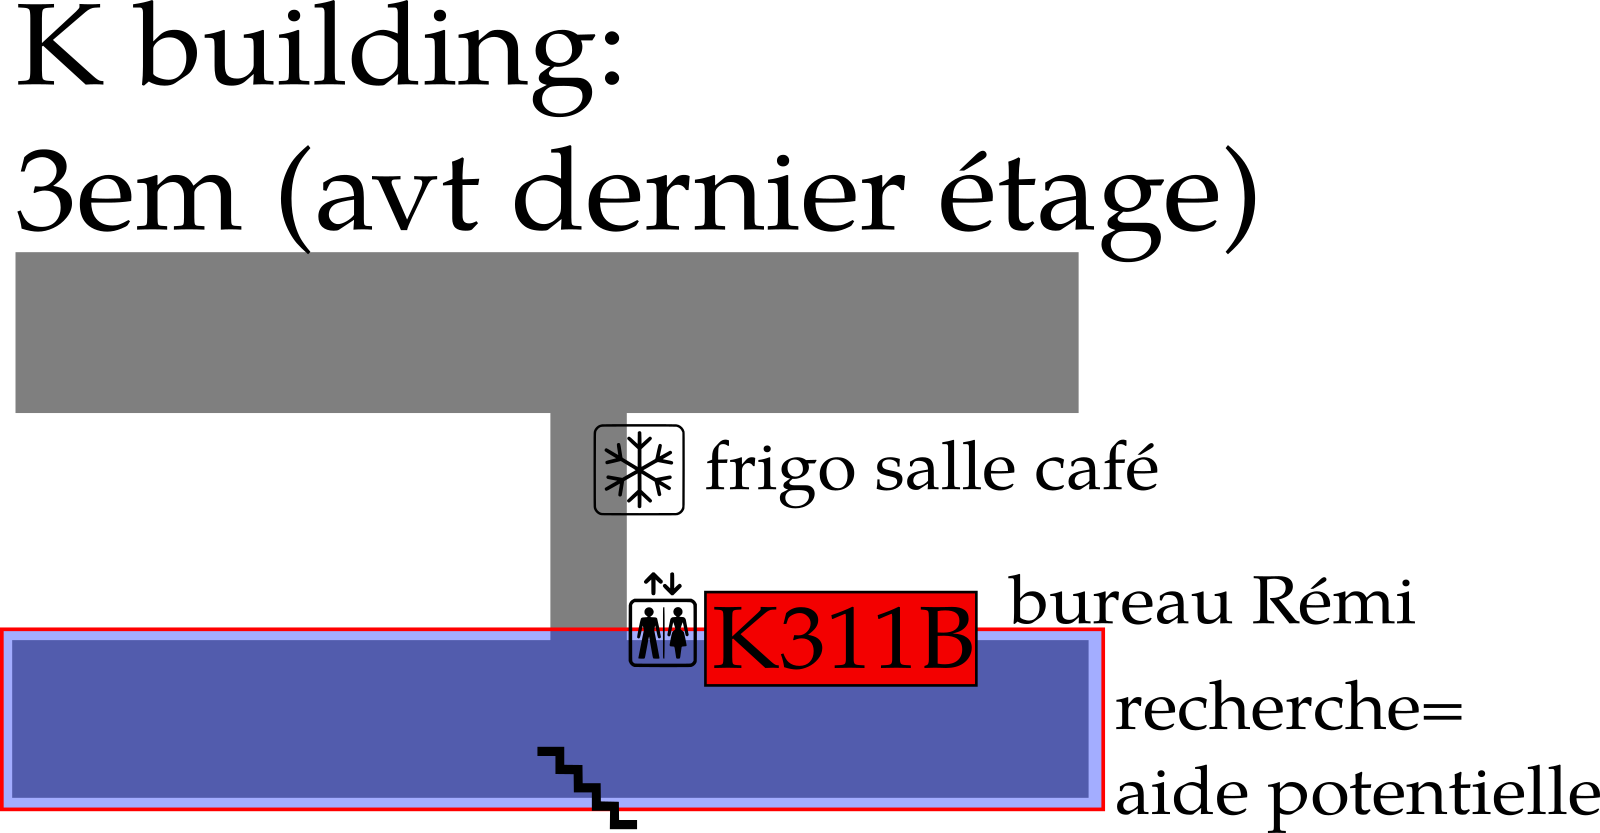 K building:
3em (avt dernier étage)
frigo salle café
bureau Rémi
K311B
recherche=
aide potentielle